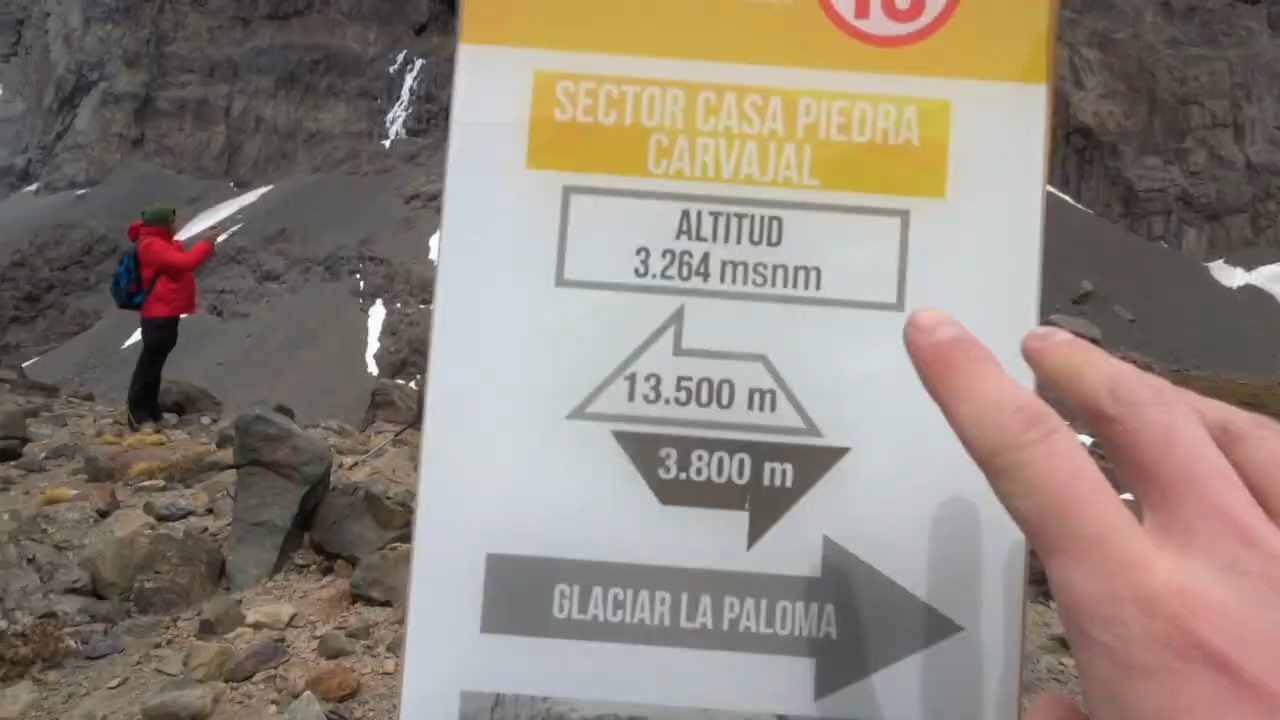 SECTOR CASA PIEDRA
CARVAJAL
ALTITUD
3.264 msnm
13.500 m
3.800 m
GLACIAR LA PALOMA